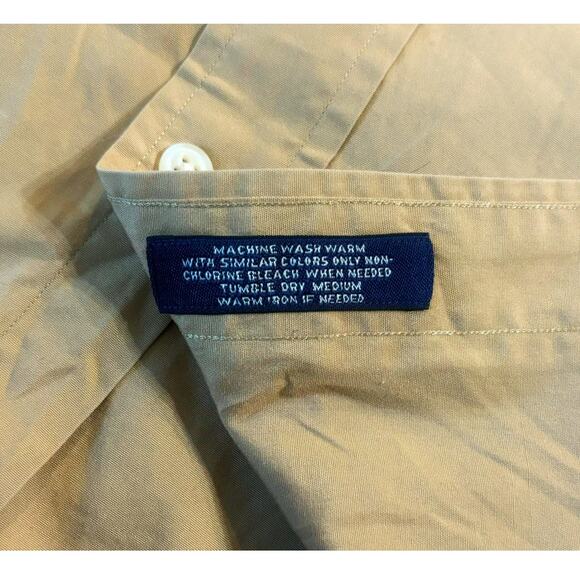 MACHINE WASH WARM
WITH SIMILAR COLORS ONLY NON-
CHLORINE BLEACH WHEN NEEDED
TUMBLE DRY MEDIUM
WARM IRON IF NEEDED